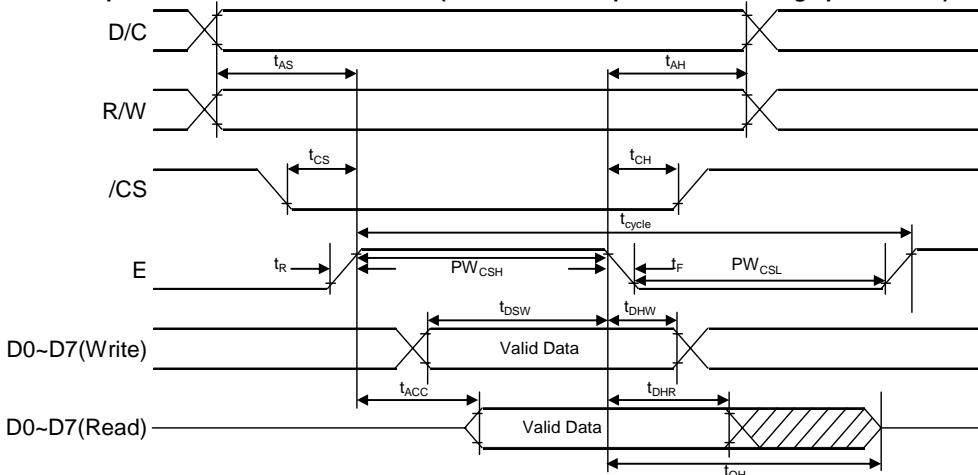 D/C
tAS
tAH
R/W
tCS
tCH
/CS
tcycle
E
tR
PWCSH
tF
PWCSL
tDSW
tDHW
D0~D7(Write)
Valid Data
tACC
tDHR
D0~D7(Read)
Valid Data
tOH